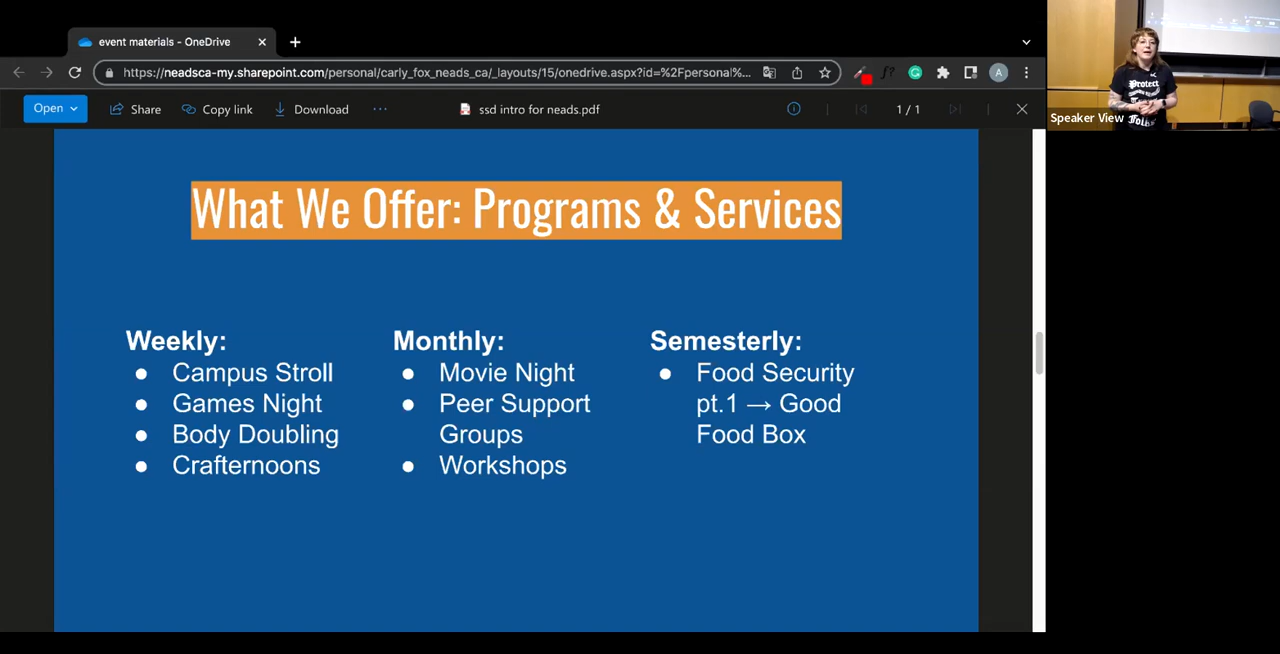 event materials - OneDrive
https://neadsca-my.sharepoint.com/personal/carly_fox_neads_ca/_layouts/15/onedrive.aspx?id=%2Fpersonal%...
f?
A
Open
Share
Copy link
Download
ssd intro for neads.pdf
1 / 1
Speaker View
Protect
What We Offer: Programs & Services
Weekly:
● Campus Stroll
● Games Night
● Body Doubling
● Crafternoons
Monthly:
● Movie Night
● Peer Support
Groups
● Workshops
Semesterly:
● Food Security
pt.1 → Good
Food Box